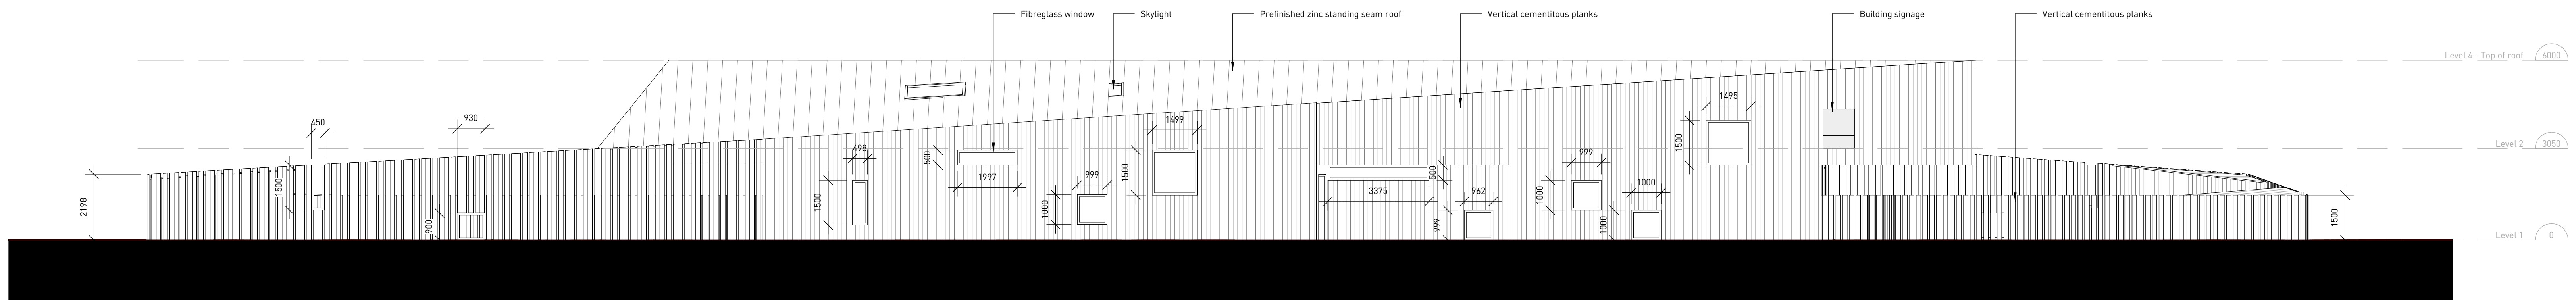 Fibreglass window
Skylight
Prefinished zinc standing seam roof
Vertical cementitous planks
Building signage
Vertical cementitous planks
Level 4 - Top of roof 6000
1495
930
1499
450
1500
498
500
999
Level 2 3050
1500
500
1500
1997
999
3375
962
1000
1000
1500
2198
1000
999
1000
900
1500
Level 1 0